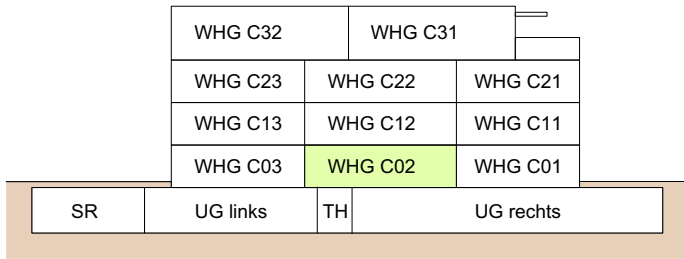 WHG C32 WHG C31
WHG C23 WHG C22 WHG C21
WHG C13 WHG C12 WHG C11
WHG C03 WHG C02 WHG C01
SR UG links TH UG rechts